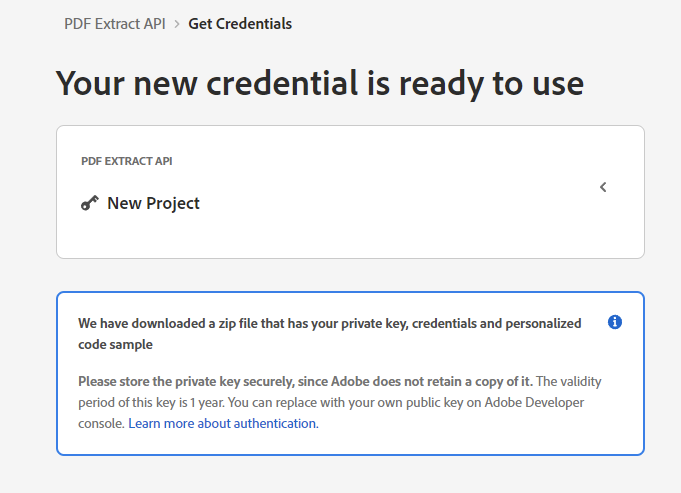 PDF Extract API > Get Credentials
Your new credential is ready to use
PDF EXTRACT API
New Project
We have downloaded a zip file that has your private key, credentials and personalized
code sample
Please store the private key securely, since Adobe does not retain a copy of it. The validity
period of this key is 1 year. You can replace with your own public key on Adobe Developer
console. Learn more about authentication.